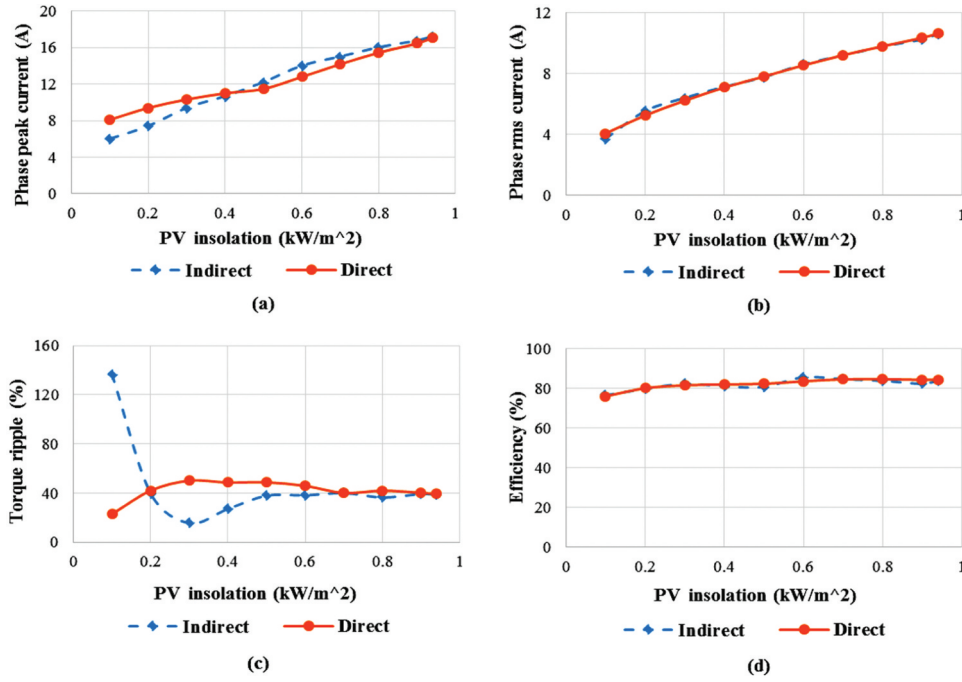 Phase peak current (A)
20
16
12
8
4
0
0 0.2 0.4 0.6 0.8 1
PV insolation (kW/m^2)
Indirect Direct
(a)
Phase rms current (A)
12
8
4
0
0 0.2 0.4 0.6 0.8 1
PV insolation (kW/m^2)
Indirect Direct
(b)
Torque ripple (%)
160
120
80
40
0
0 0.2 0.4 0.6 0.8 1
PV insolation (kW/m^2)
Indirect Direct
(c)
Efficiency (%)
100
80
60
40
20
0
0 0.2 0.4 0.6 0.8 1
PV insolation (kW/m^2)
Indirect Direct
(d)